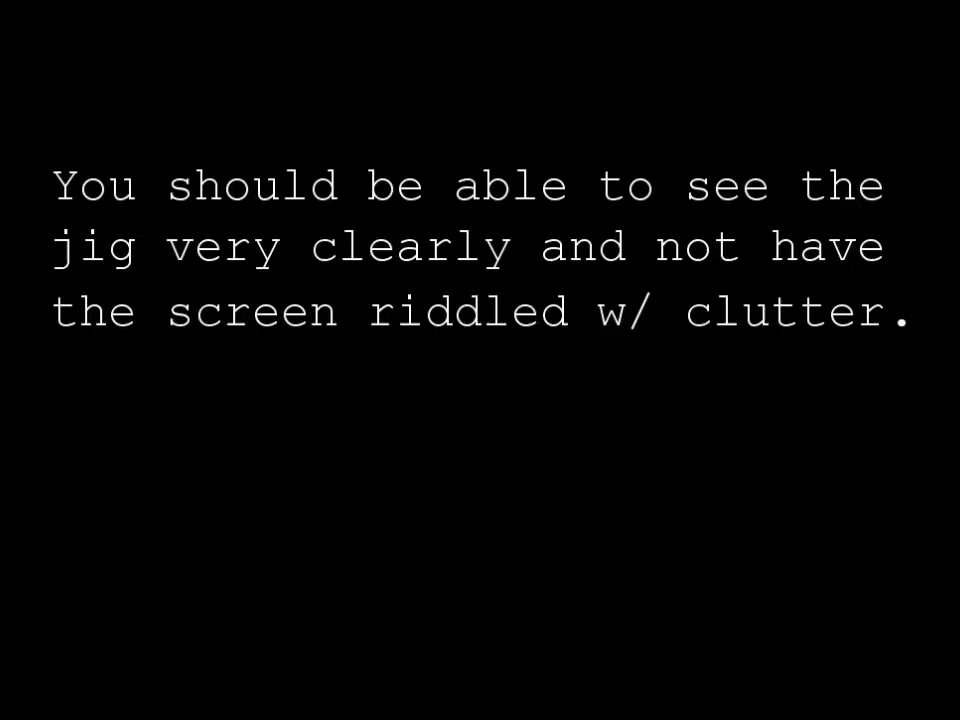 You should be able to see the
jig very clearly and not have
the screen riddled w/ clutter.